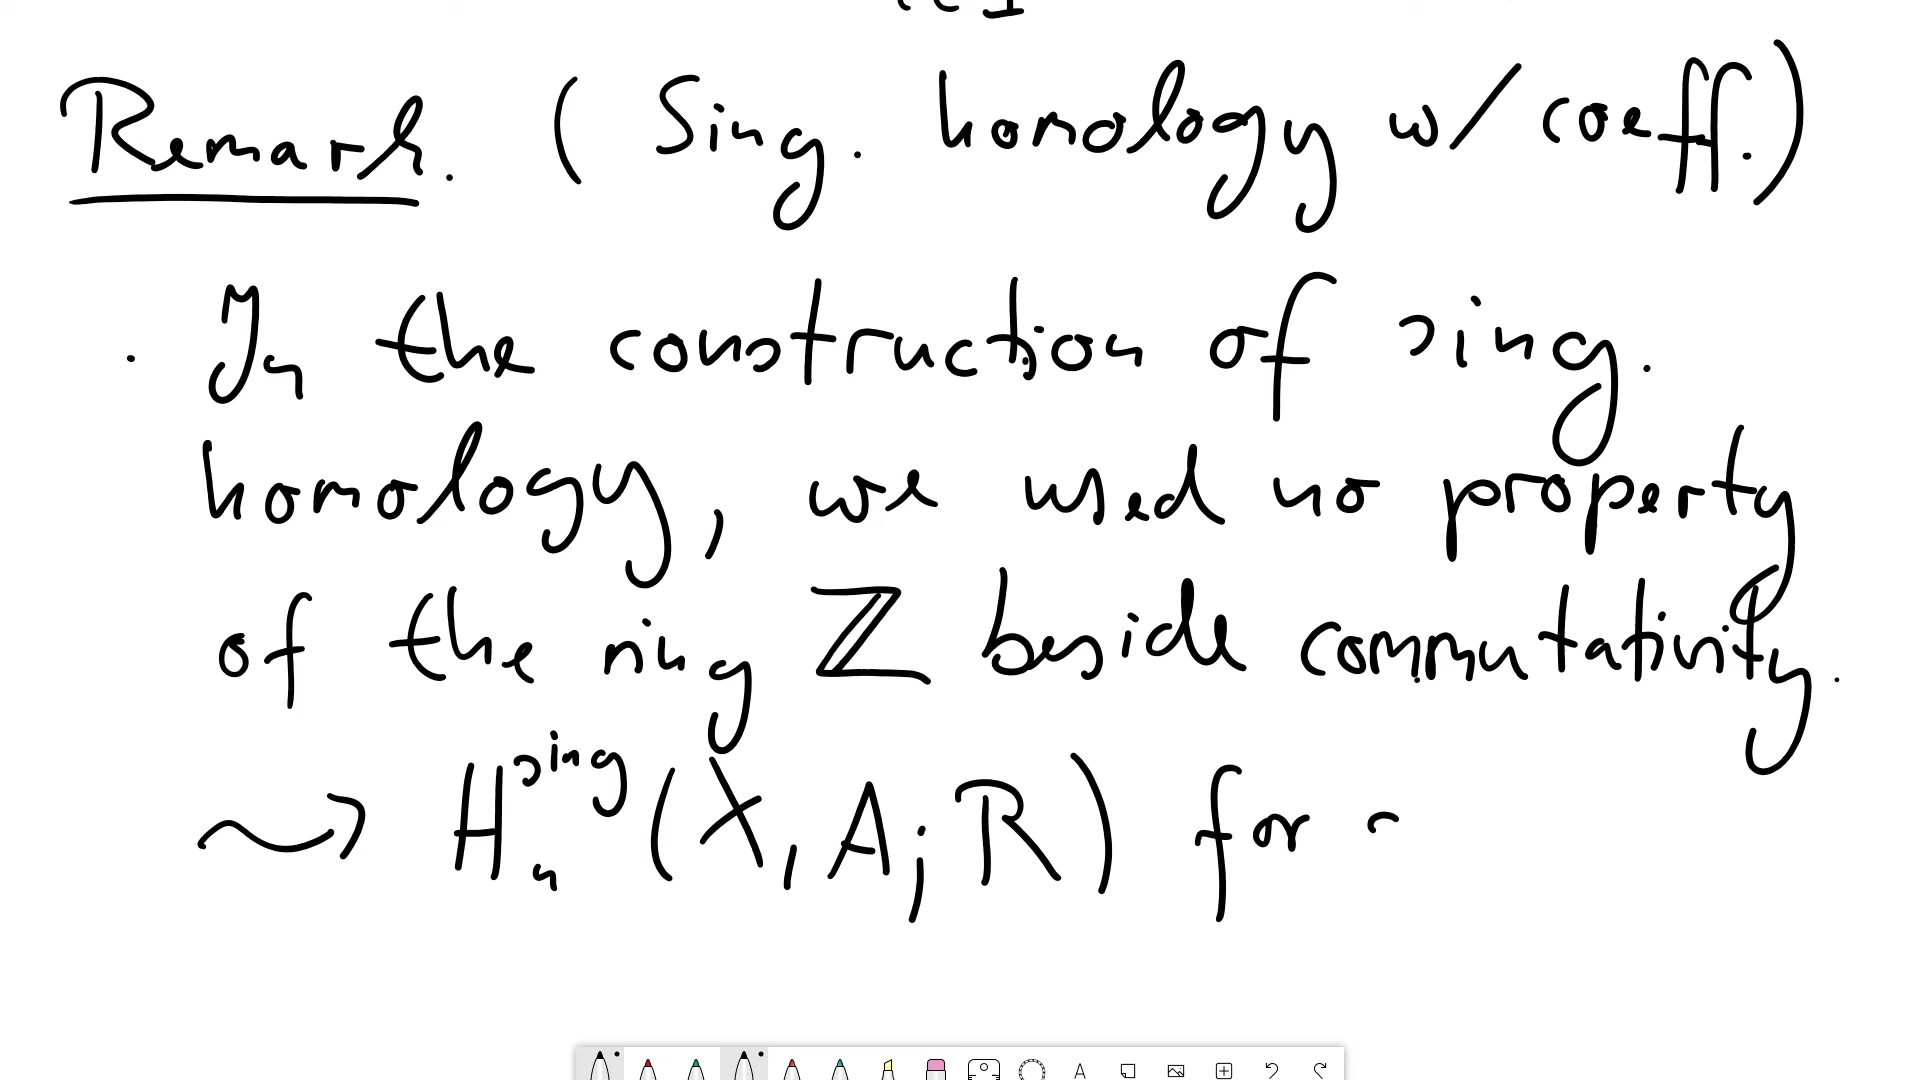 Remark. (Sing. homology w/ coeff.)
· In the construction of sing.
homology, we used no property
of the ring ℤ beside commutativity.
⇝ H_n^sing (X, A; R) for